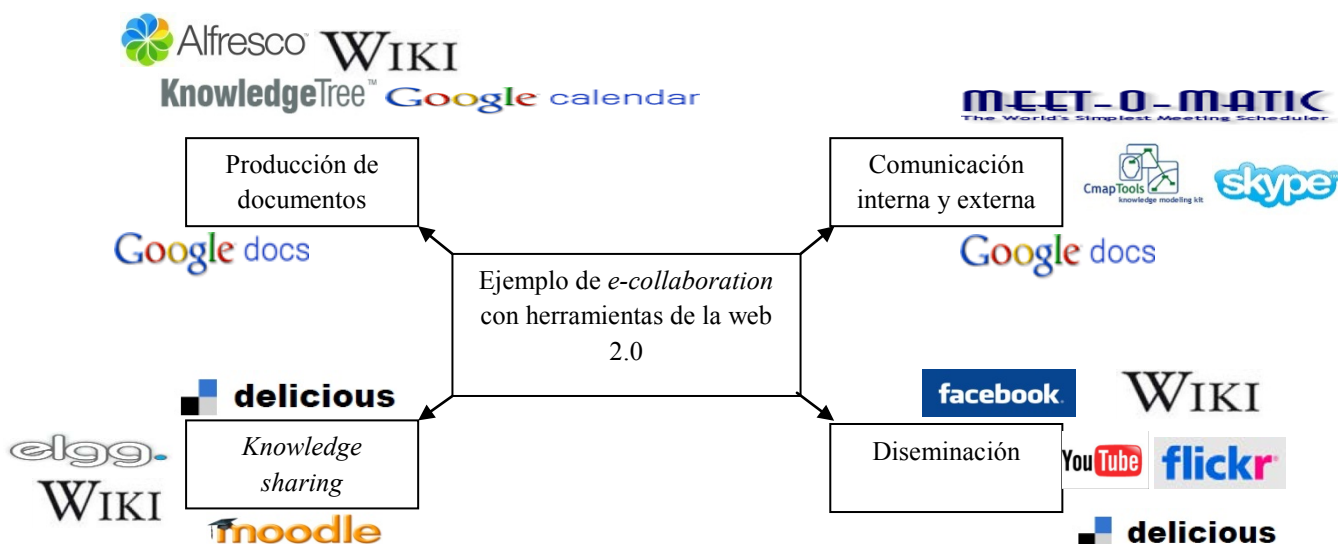 Alfresco WIKI
KnowledgeTree™ Google calendar
Producción de
documentos
Google docs
MEET-O-MATIC
The World's Simplest Meeting Scheduler
Comunicación
interna y externa
CmapTools
knowledge modeling kit
skype
Google docs
Ejemplo de e-collaboration
con herramientas de la web
2.0
delicious
elgg.
WIKI
Knowledge
sharing
moodle
facebook.
WIKI
Diseminación
YouTube
flickr
delicious